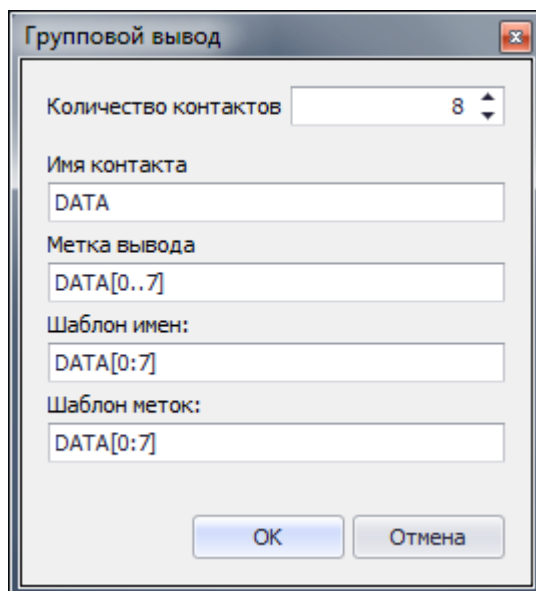 Групповой вывод
Количество контактов 8
Имя контакта
DATA
Метка вывода
DATA[0..7]
Шаблон имен:
DATA[0:7]
Шаблон меток:
DATA[0:7]
OK Отмена